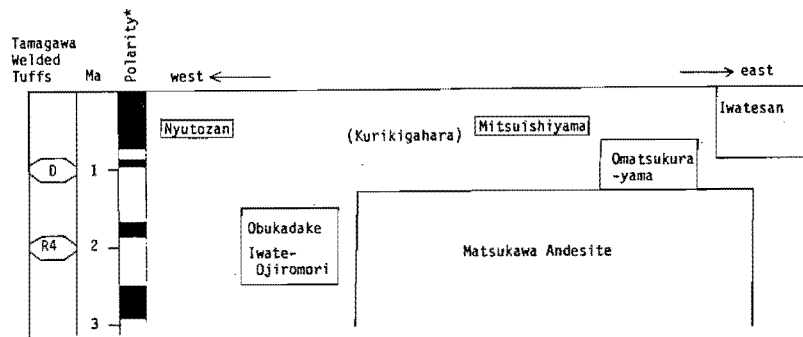 Tamagawa
Welded
Tuffs
Ma
Polarity*
west
east
Iwatesan
Nyutozan
(Kurikigahara)
Mitsuishiyama
Omatsukura
-yama
D
1
Obukadake
Iwate-
Ojiromori
Matsukawa Andesite
R4
2
3